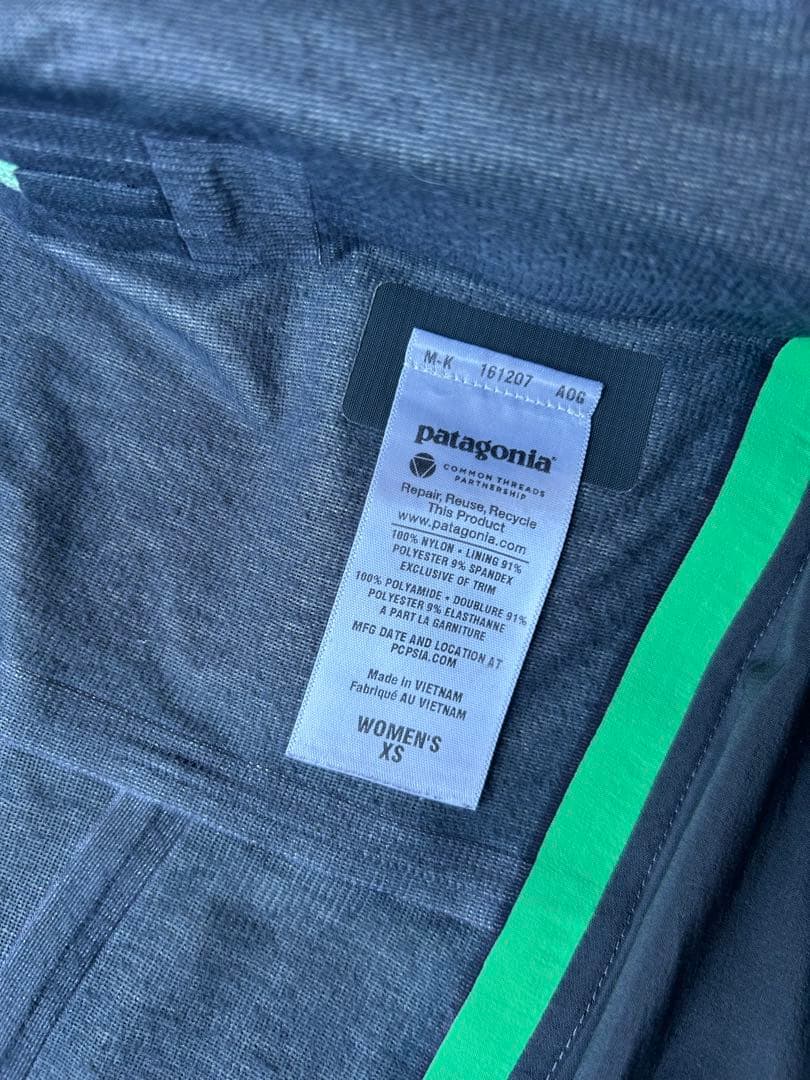 M-K 161207 AOG
patagonia®
COMMON THREADS
PARTNERSHIP
Repair, Reuse, Recycle
This Product
www.patagonia.com
100% NYLON • LINING 91%
POLYESTER 9% SPANDEX
EXCLUSIVE OF TRIM
100% POLYAMIDE • DOUBLURE 91%
POLYESTER 9% ELASTHANNE
A PART LA GARNITURE
MFG DATE AND LOCATION AT
PCPSIA.COM
Made in VIETNAM
Fabriqué AU VIETNAM
WOMEN'S
XS